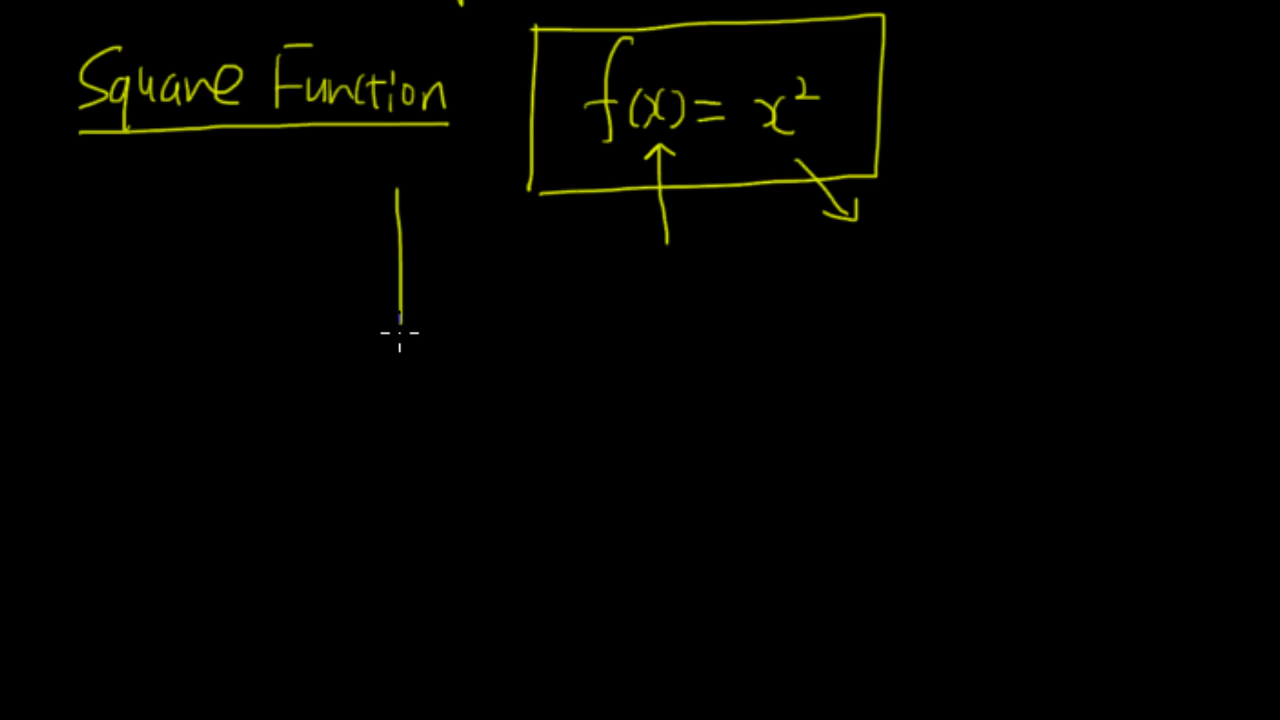 Square Function
f(x) = x²